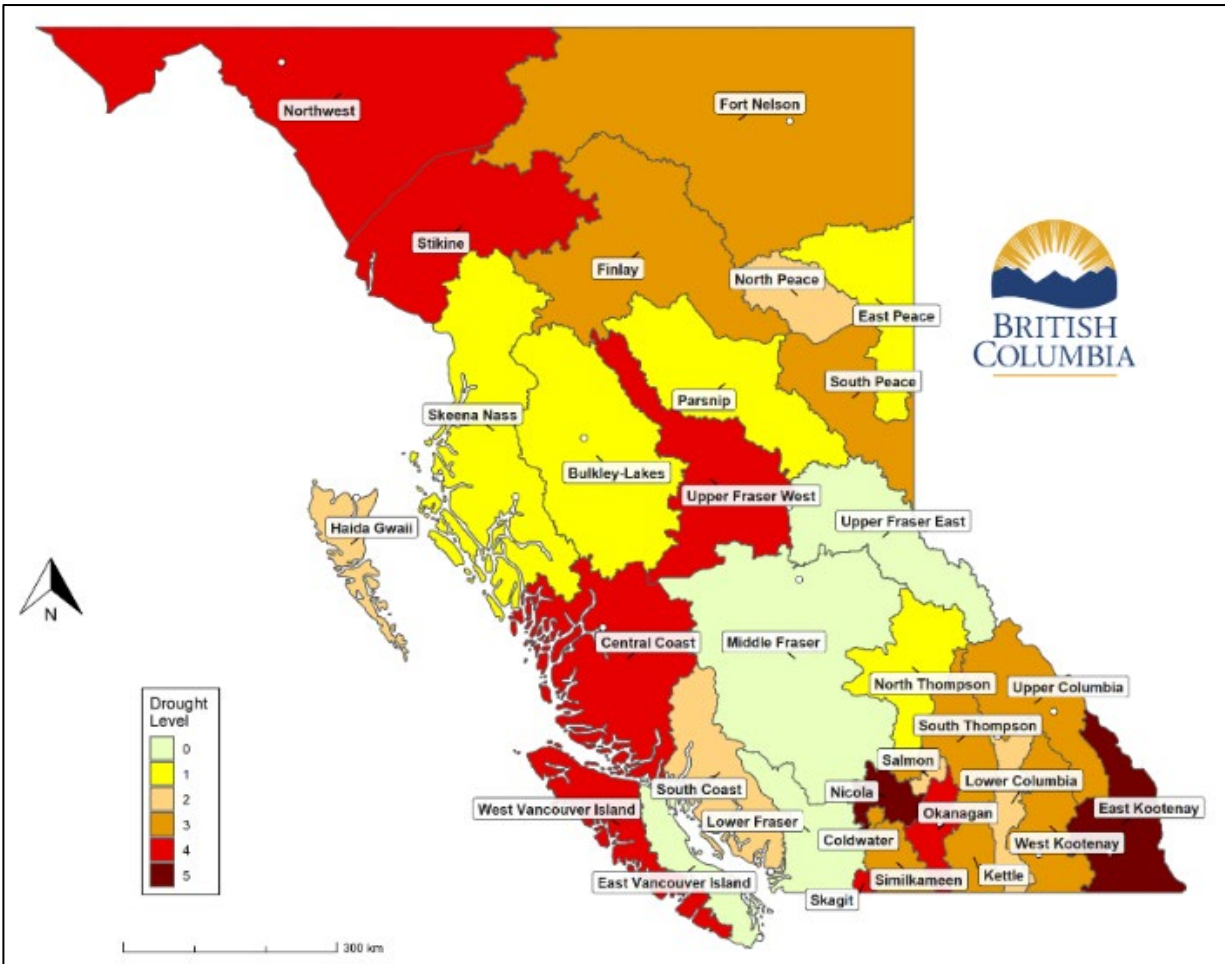 Northwest
Fort Nelson
Stikine
Finlay
North Peace
East Peace
BRITISH
COLUMBIA
South Peace
Parsnip
Skeena Nass
Bulkley-Lakes
Upper Fraser West
Haida Gwaii
Upper Fraser East
N
Central Coast
Middle Fraser
North Thompson
Upper Columbia
Drought
Level
0
1
2
3
4
5
South Thompson
Salmon
Lower Columbia
South Coast
Nicola
West Vancouver Island
Okanagan
East Kootenay
Lower Fraser
Coldwater
West Kootenay
East Vancouver Island
Similkameen
Kettle
Skagit
300 km